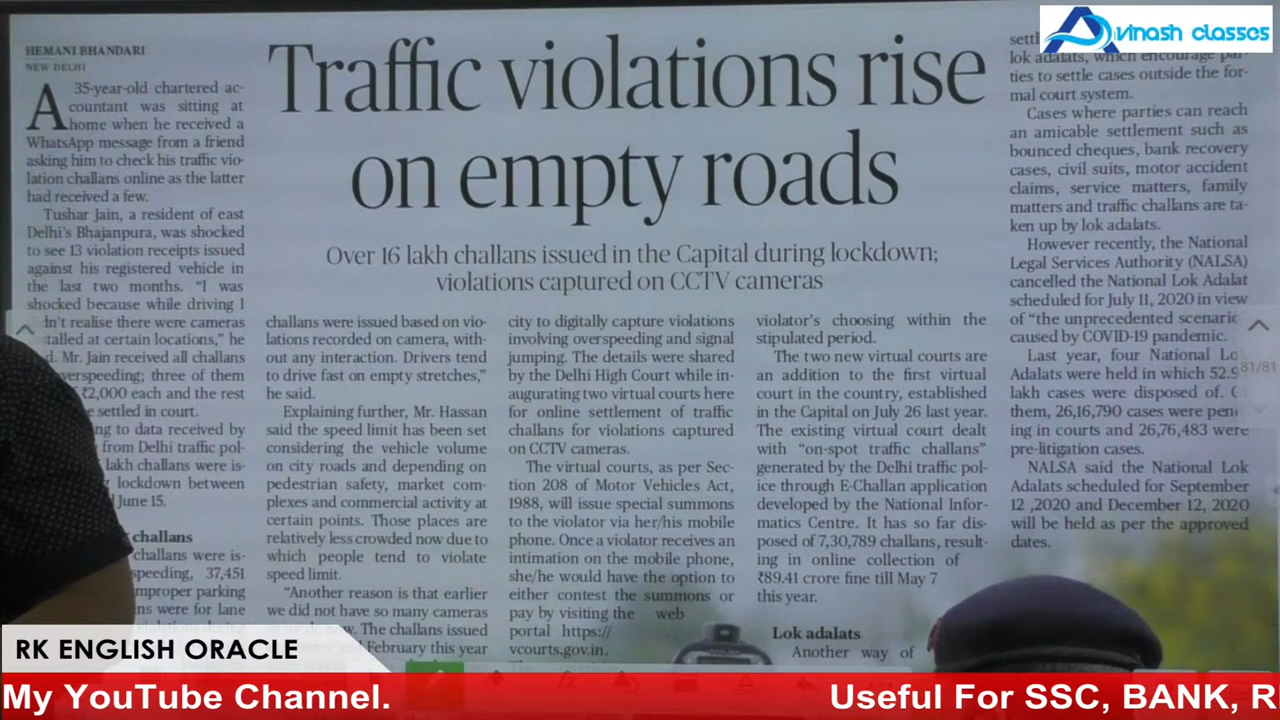 HEMANI BHANDARI
NEW DELHI
A 35-year-old chartered ac-
countant was sitting at
home when he received a
WhatsApp message from a friend
asking him to check his traffic vio-
lation challans online as the latter
had received a few.
Tushar Jain, a resident of east
Delhi's Bhajanpura, was shocked
to see 13 violation receipts issued
against his registered vehicle in
the last two months. "I was
shocked because while driving I
dn't realise there were cameras
talled at certain locations," he
d. Mr. Jain received all challans
verspeeding; three of them
₹2,000 each and the rest
e settled in court.
ng to data received by
from Delhi traffic pol-
lakh challans were is-
lockdown between
June 15.
challans
challans were is-
speeding, 37,451
mproper parking
ns were for lane
Traffic violations rise
on empty roads
Over 16 lakh challans issued in the Capital during lockdown;
violations captured on CCTV cameras
challans were issued based on vio-
lations recorded on camera, with-
out any interaction. Drivers tend
to drive fast on empty stretches,"
he said.
Explaining further, Mr. Hassan
said the speed limit has been set
considering the vehicle volume
on city roads and depending on
pedestrian safety, market com-
plexes and commercial activity at
certain points. Those places are
relatively less crowded now due to
which people tend to violate
speed limit.
"Another reason is that earlier
we did not have so many cameras
as we do now. The challans issued
February this year
city to digitally capture violations
involving overspeeding and signal
jumping. The details were shared
by the Delhi High Court while in-
augurating two virtual courts here
for online settlement of traffic
challans for violations captured
on CCTV cameras.
The virtual courts, as per Sec-
tion 208 of Motor Vehicles Act,
1988, will issue special summons
to the violator via her/his mobile
phone. Once a violator receives an
intimation on the mobile phone,
she/he would have the option to
either contest the summons or
pay by visiting the web
portal https://
vcourts.gov.in.
violator's choosing within the
stipulated period.
The two new virtual courts are
an addition to the first virtual
court in the country, established
in the Capital on July 26 last year.
The existing virtual court dealt
with "on-spot traffic challans"
generated by the Delhi traffic pol-
ice through E-Challan application
developed by the National Infor-
matics Centre. It has so far dis-
posed of 7,30,789 challans, result-
ing in online collection of
₹89.41 crore fine till May 7
this year.
Lok adalats
Another way of
settl
lok adalats, which encourage par-
ties to settle cases outside the for-
mal court system.
Cases where parties can reach
an amicable settlement such as
bounced cheques, bank recovery
cases, civil suits, motor accident
claims, service matters, family
matters and traffic challans are ta-
ken up by lok adalats.
However recently, the National
Legal Services Authority (NALSA)
cancelled the National Lok Adalat
scheduled for July 11, 2020 in view
of "the unprecedented scenario
caused by COVID-19 pandemic.
Last year, four National Lo
Adalats were held in which 52.9
lakh cases were disposed of. O
them, 26,16,790 cases were pend
ing in courts and 26,76,483 were
pre-litigation cases.
NALSA said the National Lok
Adalats scheduled for September
12 ,2020 and December 12, 2020
will be held as per the approved
dates.
81/81
Avinash classes
RK ENGLISH ORACLE
My YouTube Channel. Useful For SSC, BANK, R